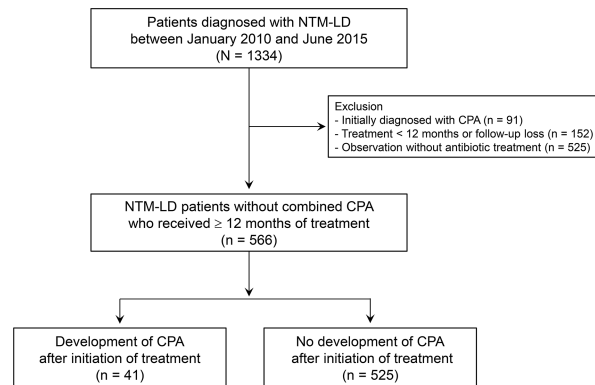 Patients diagnosed with NTM-LD
between January 2010 and June 2015
(N = 1334)
Exclusion
- Initially diagnosed with CPA (n = 91)
- Treatment < 12 months or follow-up loss (n = 152)
- Observation without antibiotic treatment (n = 525)
NTM-LD patients without combined CPA
who received ≥ 12 months of treatment
(n = 566)
Development of CPA
after initiation of treatment
(n = 41)
No development of CPA
after initiation of treatment
(n = 525)